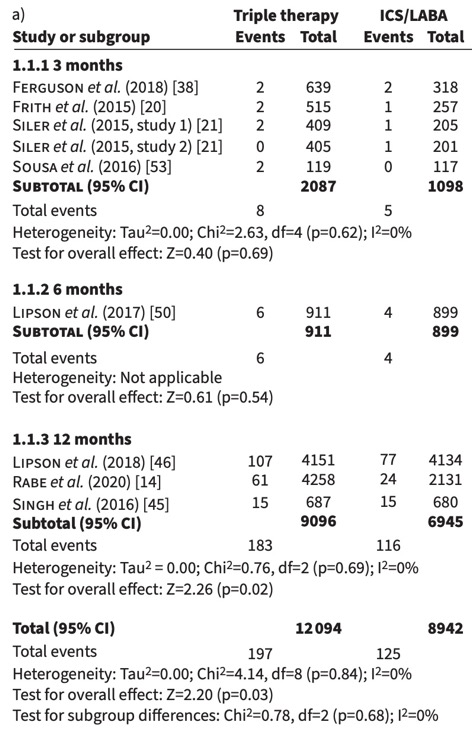 a)
Triple therapy ICS/LABA
Study or subgroup Events Total Events Total
1.1.1 3 months
Ferguson et al. (2018) [38] 2 639 2 318
Frith et al. (2015) [20] 2 515 1 257
Siler et al. (2015, study 1) [21] 2 409 1 205
Siler et al. (2015, study 2) [21] 0 405 1 201
Sousa et al. (2016) [53] 2 119 0 117
Subtotal (95% CI) 2087 1098
Total events 8 5
Heterogeneity: Tau²=0.00; Chi²=2.63, df=4 (p=0.62); I²=0%
Test for overall effect: Z=0.40 (p=0.69)
1.1.2 6 months
Lipson et al. (2017) [50] 6 911 4 899
Subtotal (95% CI) 911 899
Total events 6 4
Heterogeneity: Not applicable
Test for overall effect: Z=0.61 (p=0.54)
1.1.3 12 months
Lipson et al. (2018) [46] 107 4151 77 4134
Rabe et al. (2020) [14] 61 4258 24 2131
Singh et al. (2016) [45] 15 687 15 680
Subtotal (95% CI) 9096 6945
Total events 183 116
Heterogeneity: Tau² = 0.00; Chi²=0.76, df=2 (p=0.69); I²=0%
Test for overall effect: Z=2.26 (p=0.02)
Total (95% CI) 12 094 8942
Total events 197 125
Heterogeneity: Tau²=0.00; Chi²=4.14, df=8 (p=0.84); I²=0%
Test for overall effect: Z=2.20 (p=0.03)
Test for subgroup differences: Chi²=0.78, df=2 (p=0.68); I²=0%